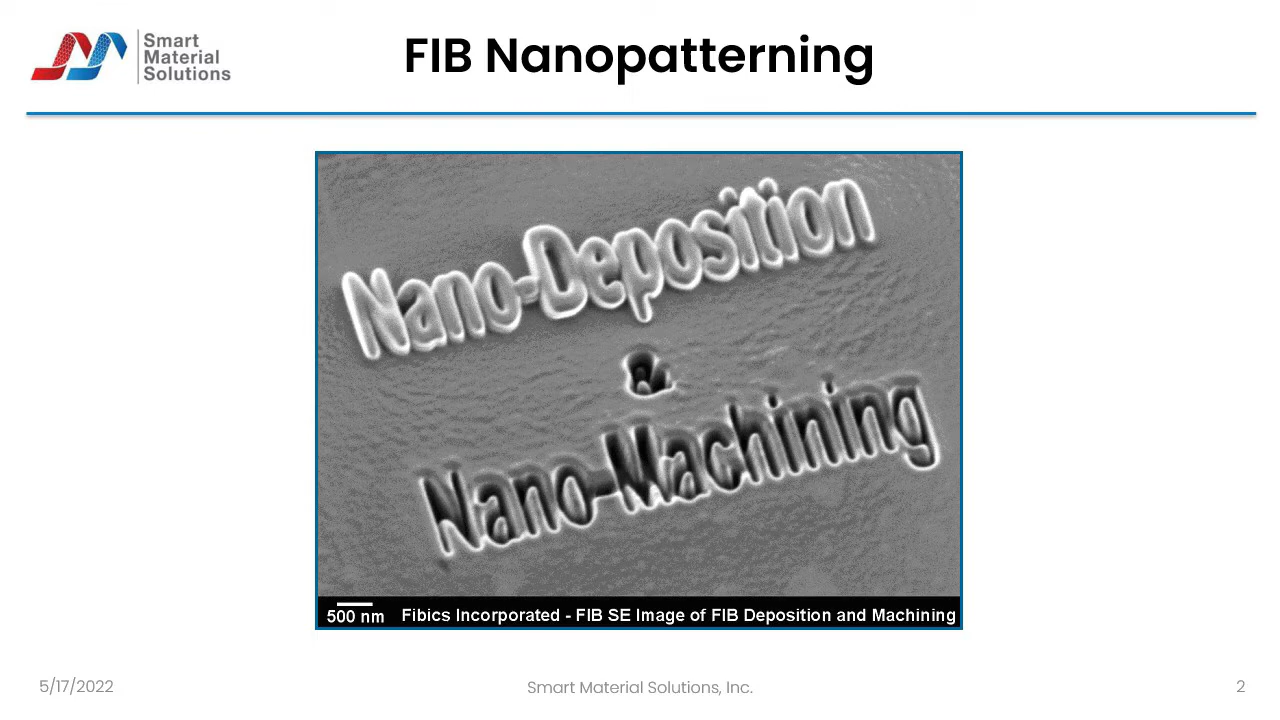 Smart
Material
Solutions
FIB Nanopatterning
Nano-Deposition
&
Nano-Machining
500 nm
Fibics Incorporated - FIB SE Image of FIB Deposition and Machining
5/17/2022
Smart Material Solutions, Inc.
2